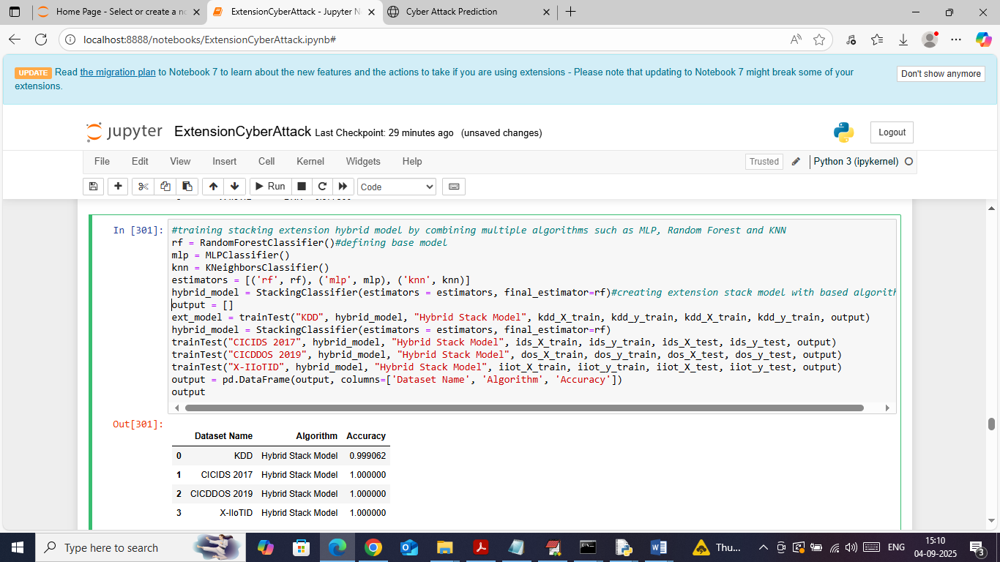 Home Page - Select or create a no
ExtensionCyberAttack - Jupyter N
Cyber Attack Prediction
localhost:8888/notebooks/ExtensionCyberAttack.ipynb#
UPDATE Read the migration plan to Notebook 7 to learn about the new features and the actions to take if you are using extensions - Please note that updating to Notebook 7 might break some of your
extensions.
Don't show anymore
jupyter ExtensionCyberAttack Last Checkpoint: 29 minutes ago (unsaved changes)
Logout
File Edit View Insert Cell Kernel Widgets Help
Trusted Python 3 (ipykernel)
Run Code
In [301]:
#training stacking extension hybrid model by combining multiple algorithms such as MLP, Random Forest and KNN
rf = RandomForestClassifier()#defining base model
mlp = MLPClassifier()
knn = KNeighborsClassifier()
estimators = [('rf', rf), ('mlp', mlp), ('knn', knn)]
hybrid_model = StackingClassifier(estimators = estimators, final_estimator=rf)#creating extension stack model with based algorith
output = []
ext_model = trainTest("KDD", hybrid_model, "Hybrid Stack Model", kdd_X_train, kdd_y_train, kdd_X_train, kdd_y_train, output)
hybrid_model = StackingClassifier(estimators = estimators, final_estimator=rf)
trainTest("CICIDS 2017", hybrid_model, "Hybrid Stack Model", ids_X_train, ids_y_train, ids_X_test, ids_y_test, output)
trainTest("CICDDOS 2019", hybrid_model, "Hybrid Stack Model", dos_X_train, dos_y_train, dos_X_test, dos_y_test, output)
trainTest("X-IIoTID", hybrid_model, "Hybrid Stack Model", iiot_X_train, iiot_y_train, iiot_X_test, iiot_y_test, output)
output = pd.DataFrame(output, columns=['Dataset Name', 'Algorithm', 'Accuracy'])
output
Out[301]:
Dataset Name Algorithm Accuracy
0 KDD Hybrid Stack Model 0.999062
1 CICIDS 2017 Hybrid Stack Model 1.000000
2 CICDDOS 2019 Hybrid Stack Model 1.000000
3 X-IIoTID Hybrid Stack Model 1.000000
Type here to search
Thu...
ENG
15:10
04-09-2025
3